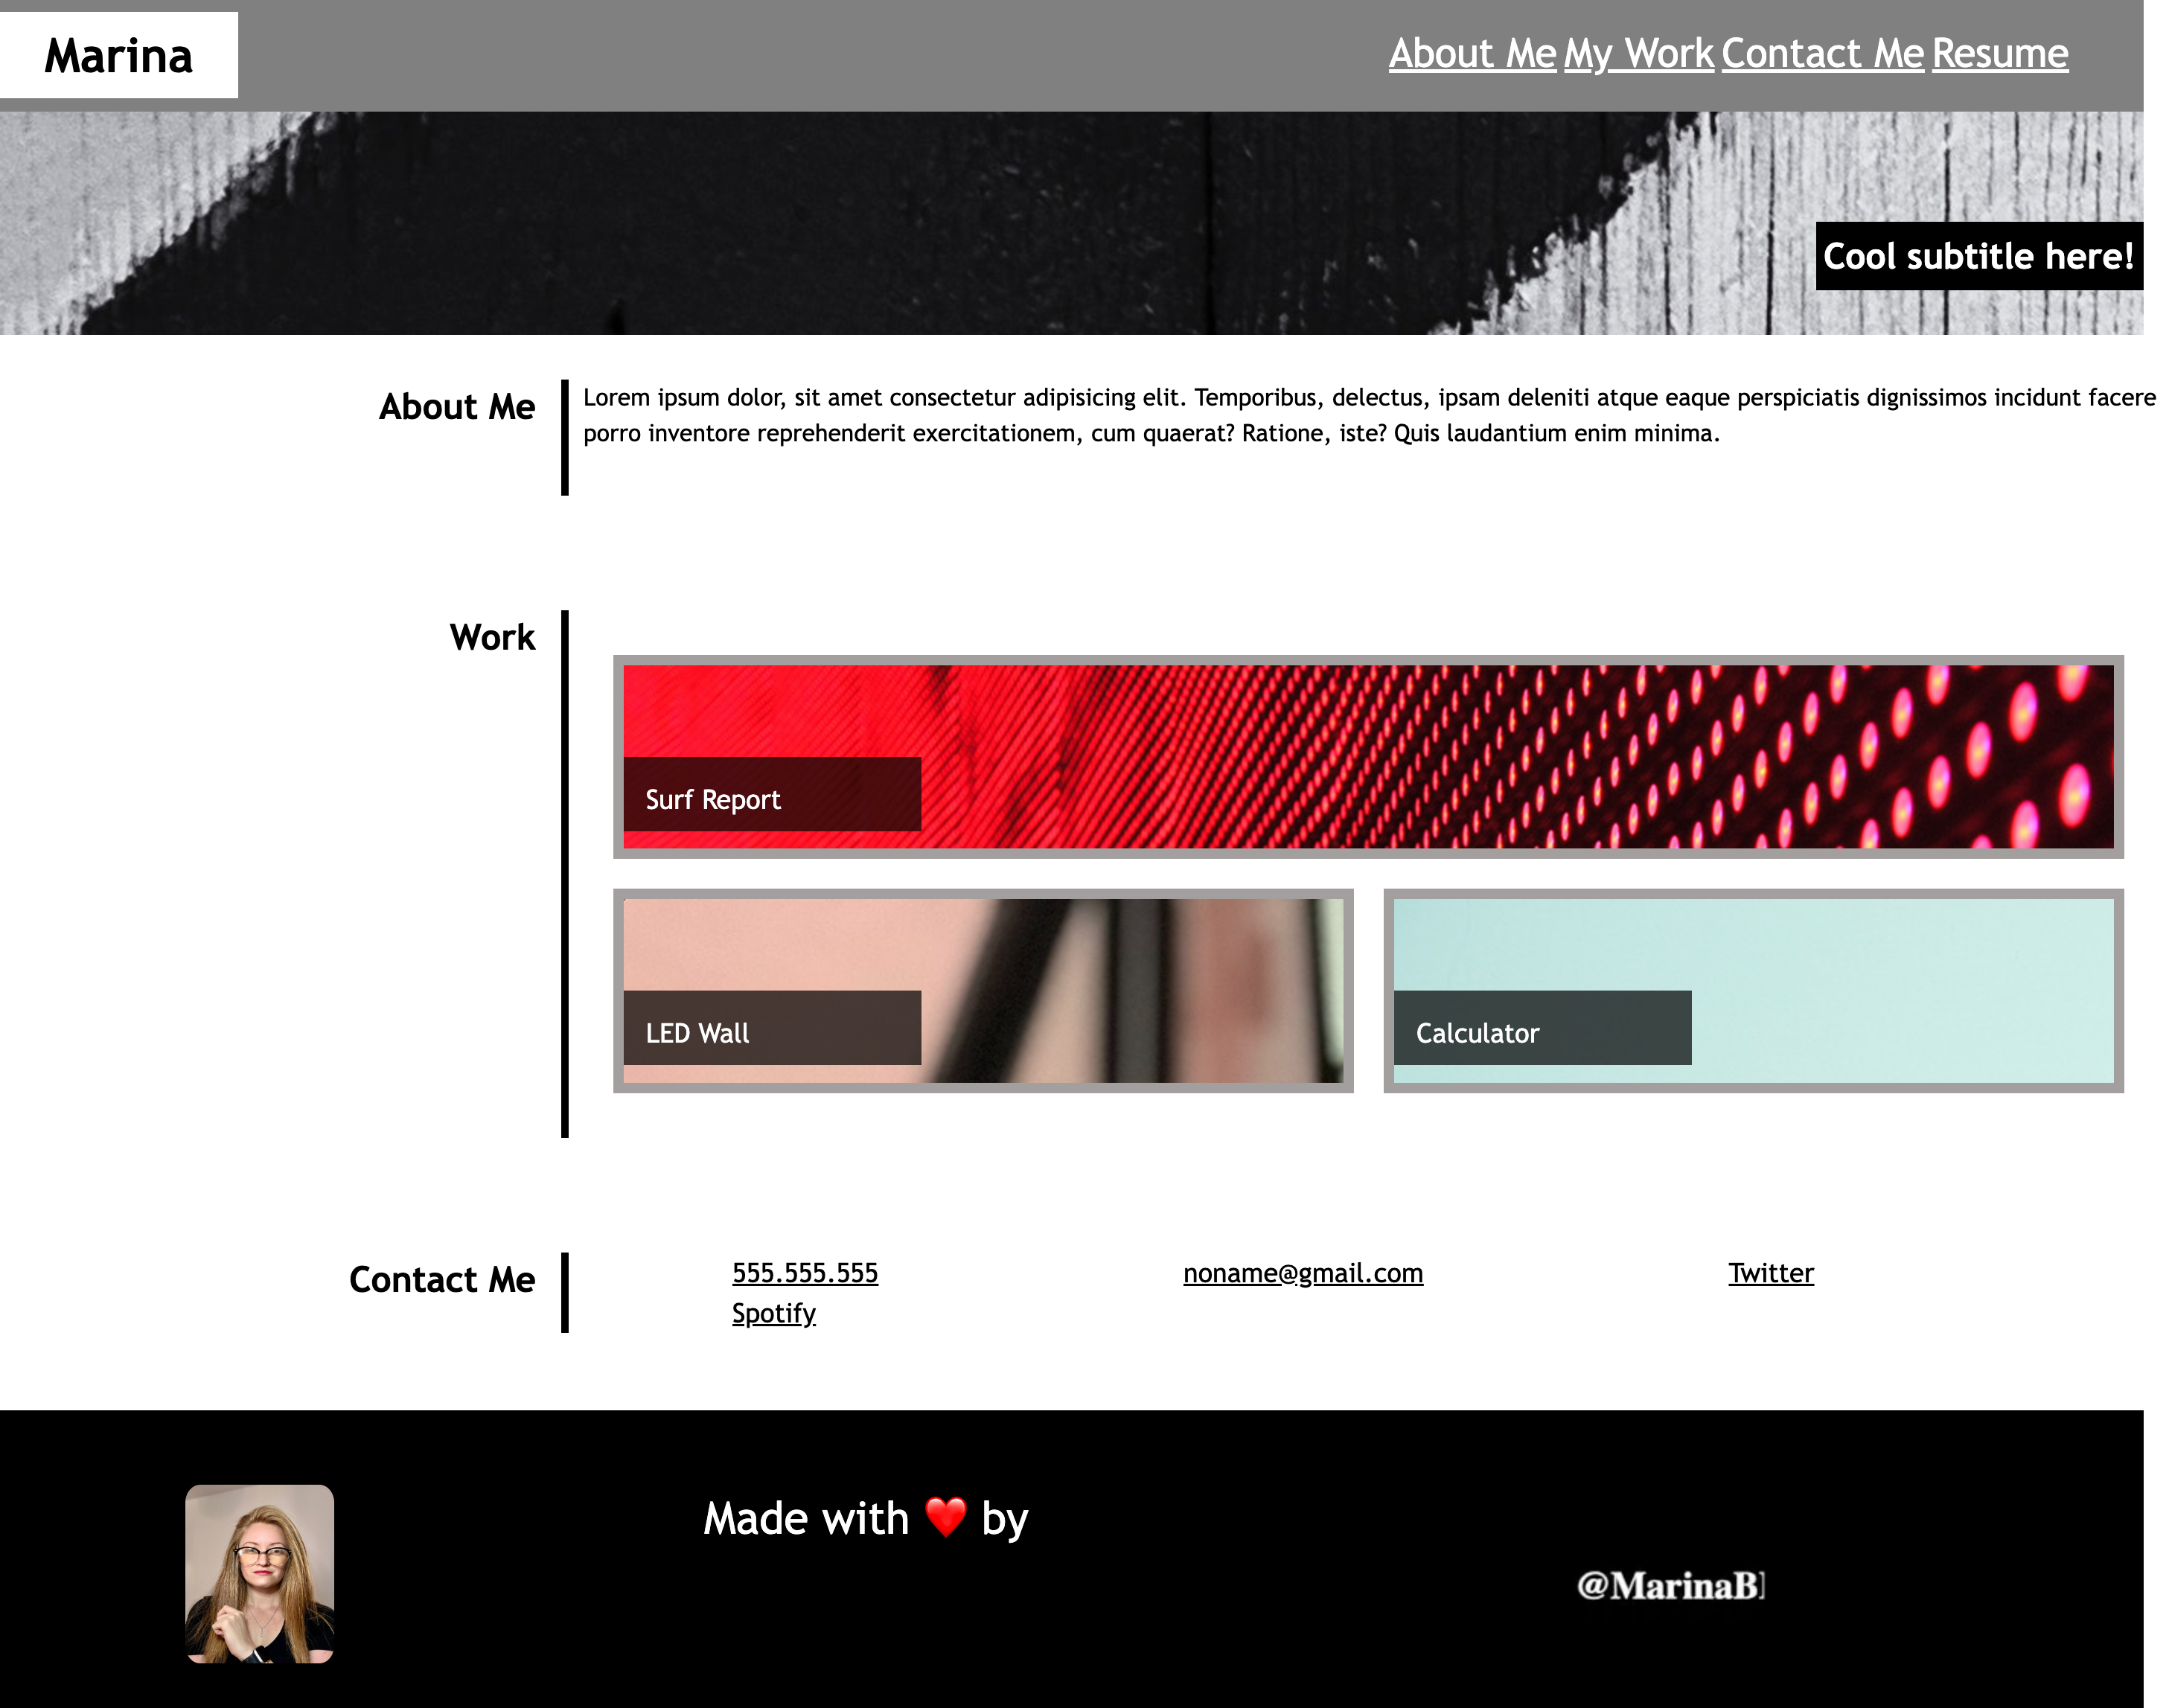 Marina
About Me My Work Contact Me Resume
Cool subtitle here!
About Me
Lorem ipsum dolor, sit amet consectetur adipisicing elit. Temporibus, delectus, ipsam deleniti atque eaque perspiciatis dignissimos incidunt facere
porro inventore reprehenderit exercitationem, cum quaerat? Ratione, iste? Quis laudantium enim minima.
Work
Surf Report
LED Wall
Calculator
Contact Me
555.555.555
noname@gmail.com
Twitter
Spotify
Made with ❤️ by
@MarinaB